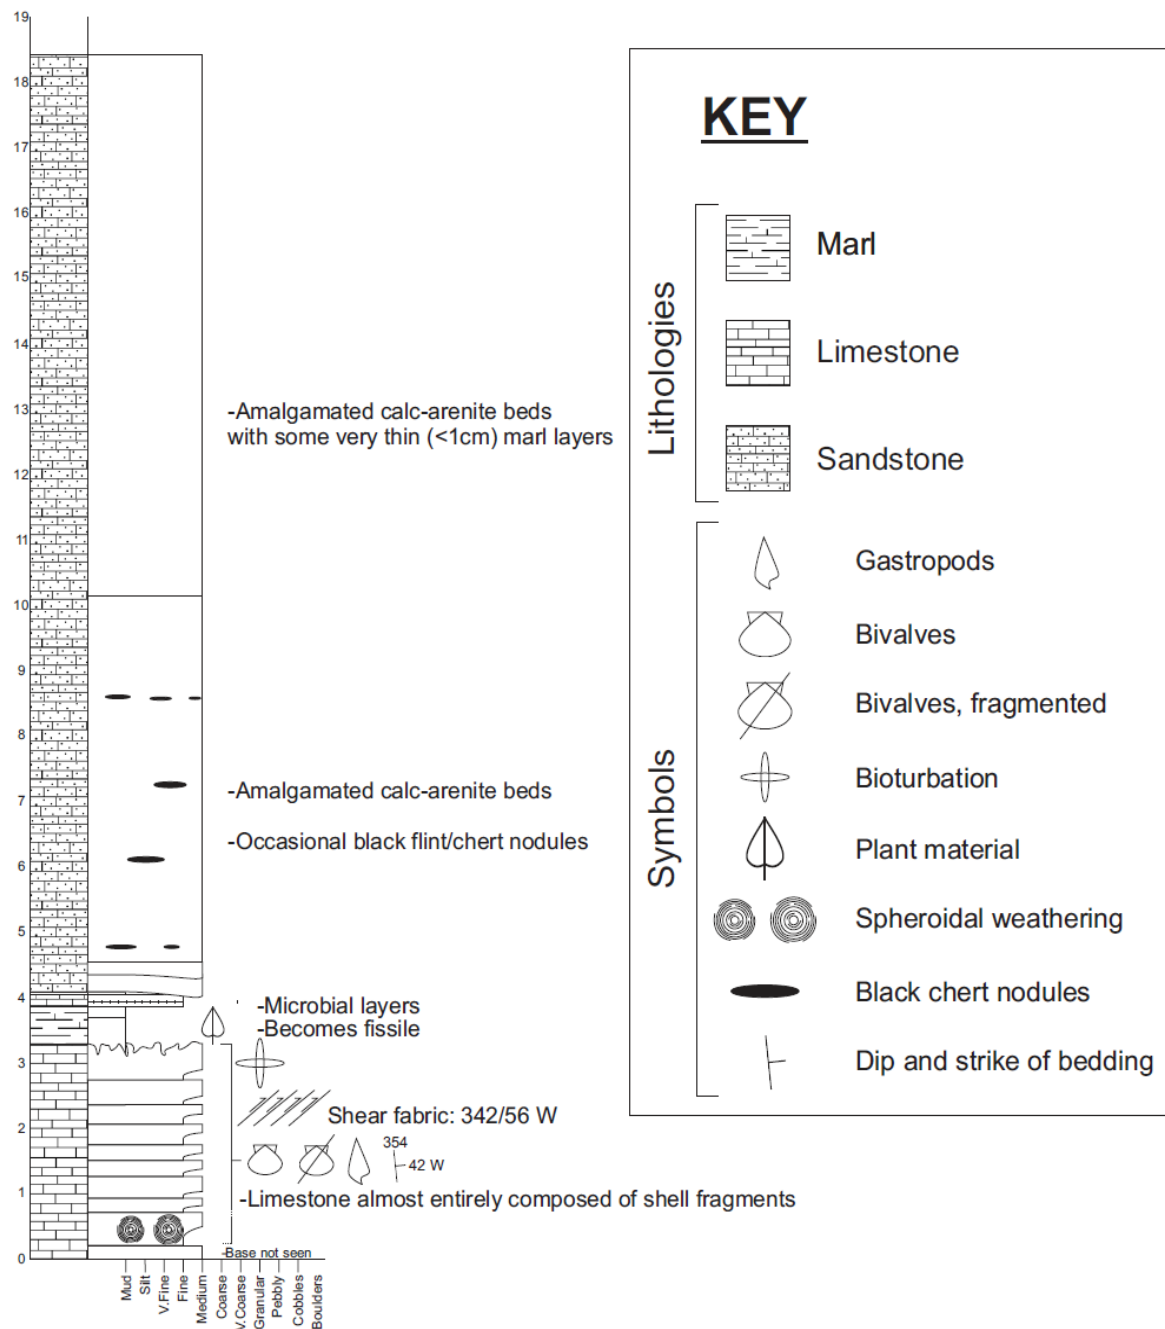 19
18
17
16
15
14
13
12
11
10
9
8
7
6
5
4
3
2
1
0
-Amalgamated calc-arenite beds
with some very thin (<1cm) marl layers
-Amalgamated calc-arenite beds
-Occasional black flint/chert nodules
-Microbial layers
-Becomes fissile
Shear fabric: 342/56 W
354
42 W
-Limestone almost entirely composed of shell fragments
-Base not seen
Mud
Silt
V.Fine
Fine
Medium
Coarse
V.Coarse
Granular
Pebbly
Cobbles
Boulders
KEY
Lithologies
Marl
Limestone
Sandstone
Symbols
Gastropods
Bivalves
Bivalves, fragmented
Bioturbation
Plant material
Spheroidal weathering
Black chert nodules
Dip and strike of bedding